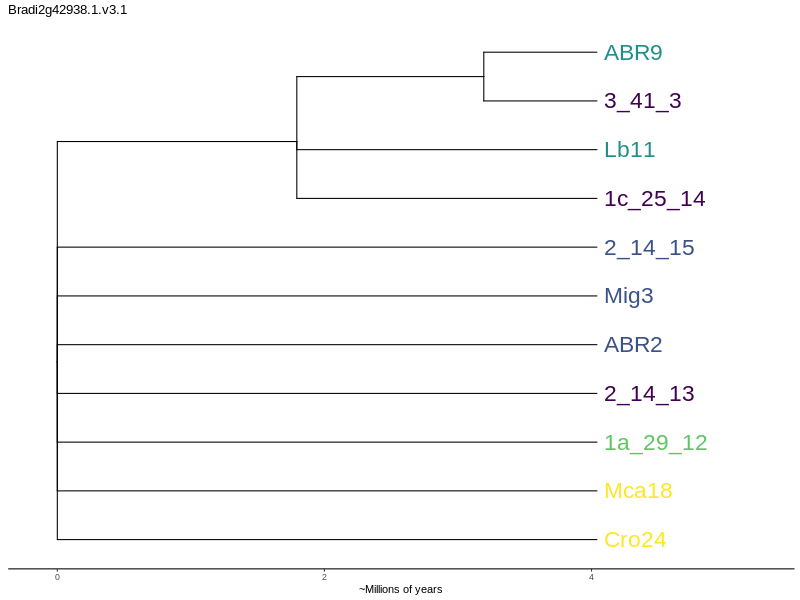 Bradi2g42938.1.v3.1
ABR9
3_41_3
Lb11
1c_25_14
2_14_15
Mig3
ABR2
2_14_13
1a_29_12
Mca18
Cro24
0 2 4
~Millions of years